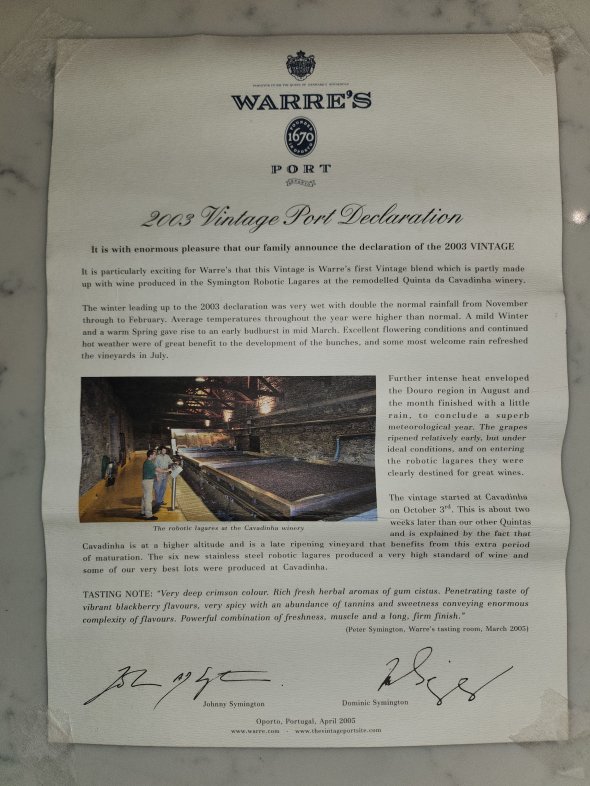 PURVEYOR TO HM THE QUEEN OF DENMARK'S HOUSEHOLD
WARRE'S
FOUNDED
1670
IN OPORTO
PORT
2003 Vintage Port Declaration
It is with enormous pleasure that our family announce the declaration of the 2003 VINTAGE
It is particularly exciting for Warre's that this Vintage is Warre's first Vintage blend which is partly made
up with wine produced in the Symington Robotic Lagares at the remodelled Quinta da Cavadinha winery.
The winter leading up to the 2003 declaration was very wet with double the normal rainfall from November
through to February. Average temperatures throughout the year were higher than normal. A mild Winter
and a warm Spring gave rise to an early budburst in mid March. Excellent flowering conditions and continued
hot weather were of great benefit to the development of the bunches, and some most welcome rain refreshed
the vineyards in July.
Further intense heat enveloped
the Douro region in August and
the month finished with a little
rain, to conclude a superb
meteorological year. The grapes
ripened relatively early, but under
ideal conditions, and on entering
the robotic lagares they were
clearly destined for great wines.
The robotic lagares at the Cavadinha winery
The vintage started at Cavadinha
on October 3rd. This is about two
weeks later than our other Quintas
and is explained by the fact that
Cavadinha is at a higher altitude and is a late ripening vineyard that benefits from this extra period
of maturation. The six new stainless steel robotic lagares produced a very high standard of wine and
some of our very best lots were produced at Cavadinha.
TASTING NOTE: "Very deep crimson colour. Rich fresh herbal aromas of gum cistus. Penetrating taste of
vibrant blackberry flavours, very spicy with an abundance of tannins and sweetness conveying enormous
complexity of flavours. Powerful combination of freshness, muscle and a long, firm finish."
(Peter Symington, Warre's tasting room, March 2005)
Johnny Symington
Dominic Symington
Oporto, Portugal, April 2005
www.warre.com - www.thevintageportsite.com